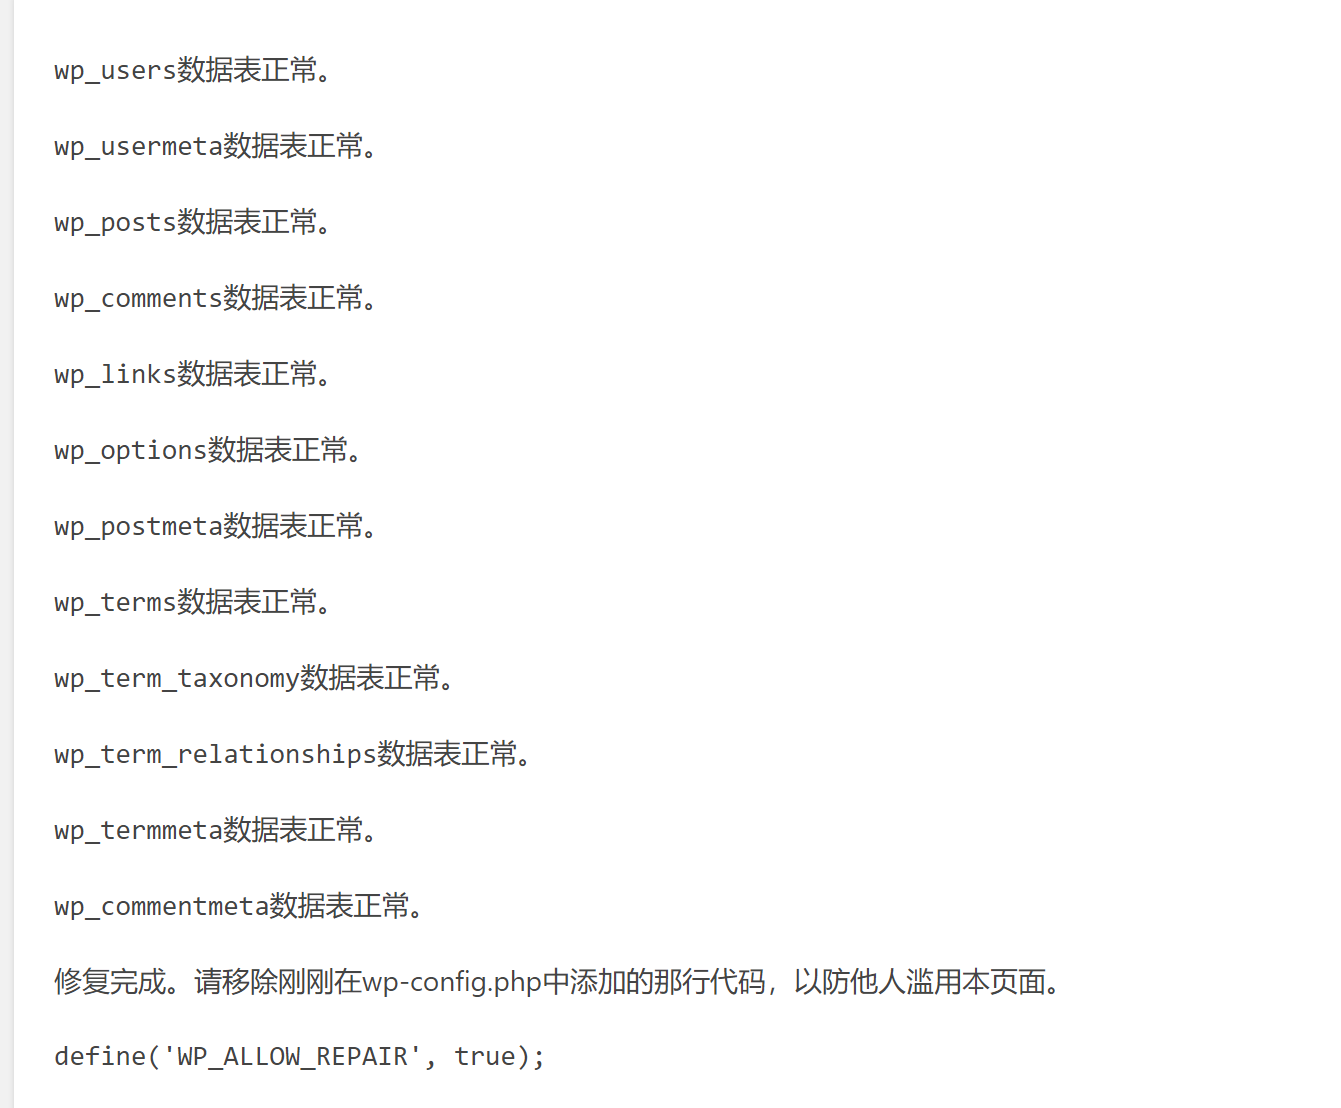 wp_users数据表正常。
wp_usermeta数据表正常。
wp_posts数据表正常。
wp_comments数据表正常。
wp_links数据表正常。
wp_options数据表正常。
wp_postmeta数据表正常。
wp_terms数据表正常。
wp_term_taxonomy数据表正常。
wp_term_relationships数据表正常。
wp_termmeta数据表正常。
wp_commentmeta数据表正常。
修复完成。请移除刚刚在wp-config.php中添加的那行代码，以防他人滥用本页面。
define('WP_ALLOW_REPAIR', true);